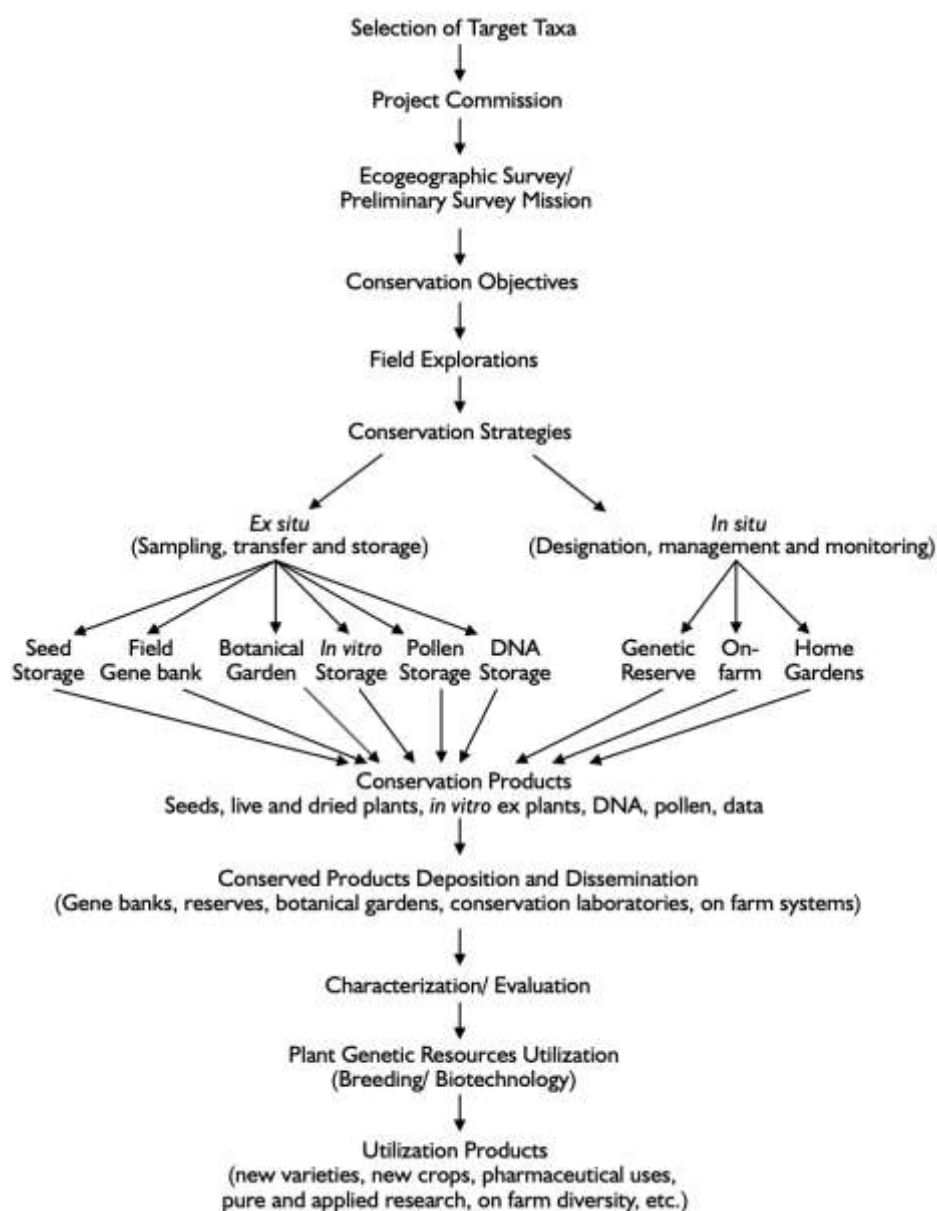 Selection of Target Taxa
Project Commission
Ecogeographic Survey/
Preliminary Survey Mission
Conservation Objectives
Field Explorations
Conservation Strategies
Ex situ
(Sampling, transfer and storage)
In situ
(Designation, management and monitoring)
Seed
Storage
Field
Gene bank
Botanical
Garden
In vitro
Storage
Pollen
Storage
DNA
Storage
Genetic
Reserve
On-
farm
Home
Gardens
Conservation Products
Seeds, live and dried plants, in vitro ex plants, DNA, pollen, data
Conserved Products Deposition and Dissemination
(Gene banks, reserves, botanical gardens, conservation laboratories, on farm systems)
Characterization/ Evaluation
Plant Genetic Resources Utilization
(Breeding/ Biotechnology)
Utilization Products
(new varieties, new crops, pharmaceutical uses,
pure and applied research, on farm diversity, etc.)